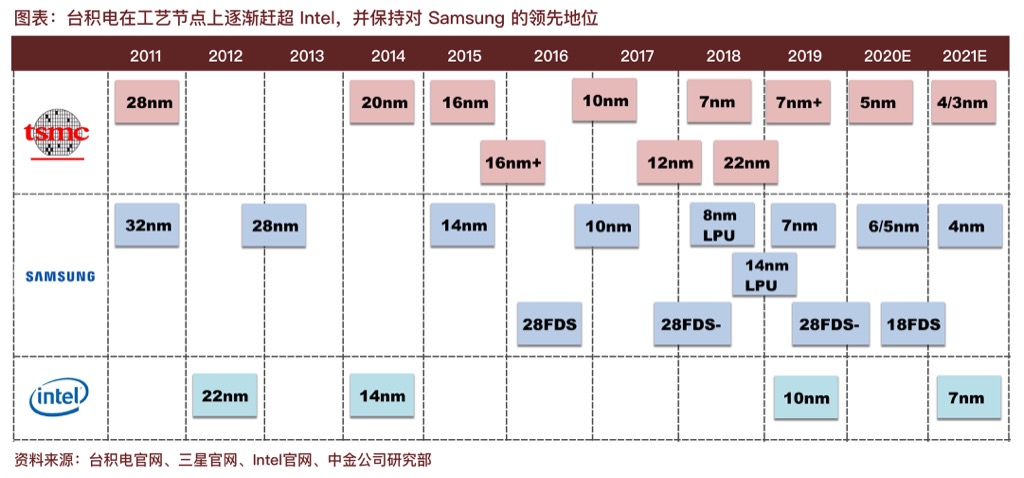 图表：台积电在工艺节点上逐渐赶超 Intel，并保持对 Samsung 的领先地位
2011 2012 2013 2014 2015 2016 2017 2018 2019 2020E 2021E
tsmc
28nm 20nm 16nm 10nm 7nm 7nm+ 5nm 4/3nm
16nm+ 12nm 22nm
SAMSUNG
32nm 28nm 14nm 10nm 8nm LPU 7nm 6/5nm 4nm
14nm LPU
28FDS 28FDS- 28FDS- 18FDS
intel
22nm 14nm 10nm 7nm
资料来源：台积电官网、三星官网、Intel官网、中金公司研究部